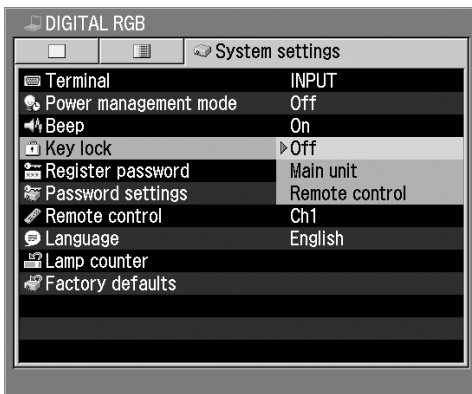 DIGITAL RGB
System settings
Terminal INPUT
Power management mode Off
Beep On
Key lock Off
Register password Main unit
Password settings Remote control
Remote control Ch1
Language English
Lamp counter
Factory defaults